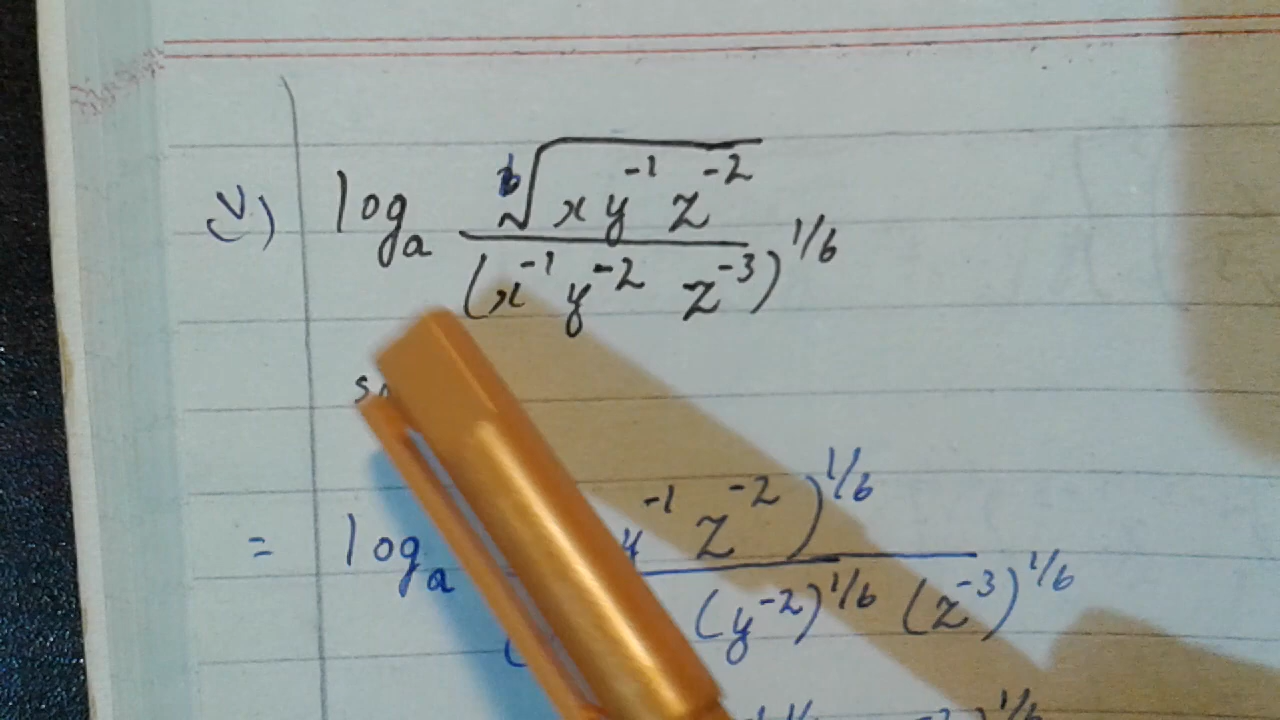 v) log_a ⁶√(x y⁻¹ z⁻²) / (x⁻¹ y⁻² z⁻³)^1/6
= log_a y⁻¹ z⁻²)^1/6 / (y⁻²)^1/6 (z⁻³)^1/6